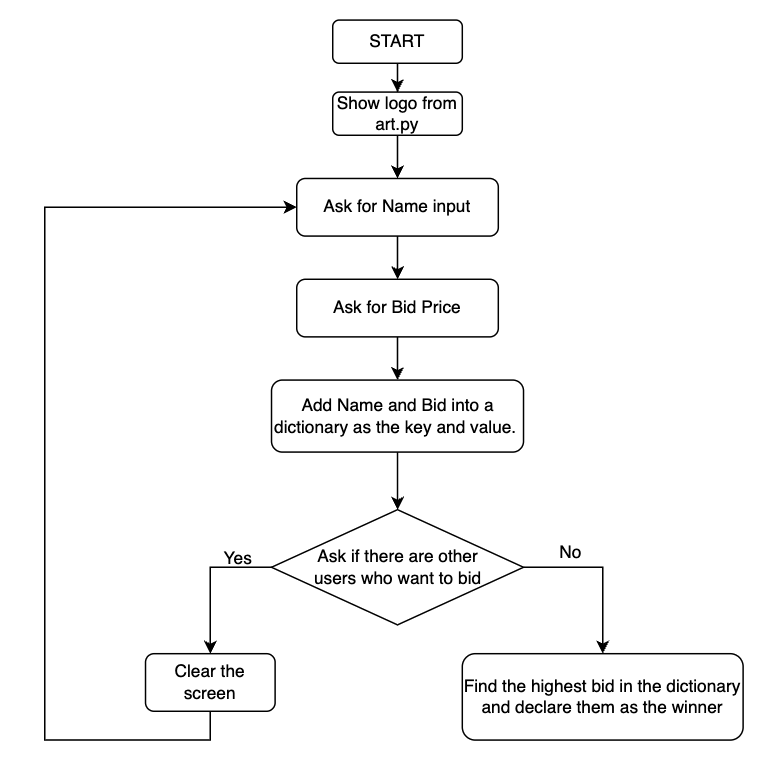 START
Show logo from
art.py
Ask for Name input
Ask for Bid Price
Add Name and Bid into a
dictionary as the key and value.
Ask if there are other
users who want to bid
Yes
No
Clear the
screen
Find the highest bid in the dictionary
and declare them as the winner